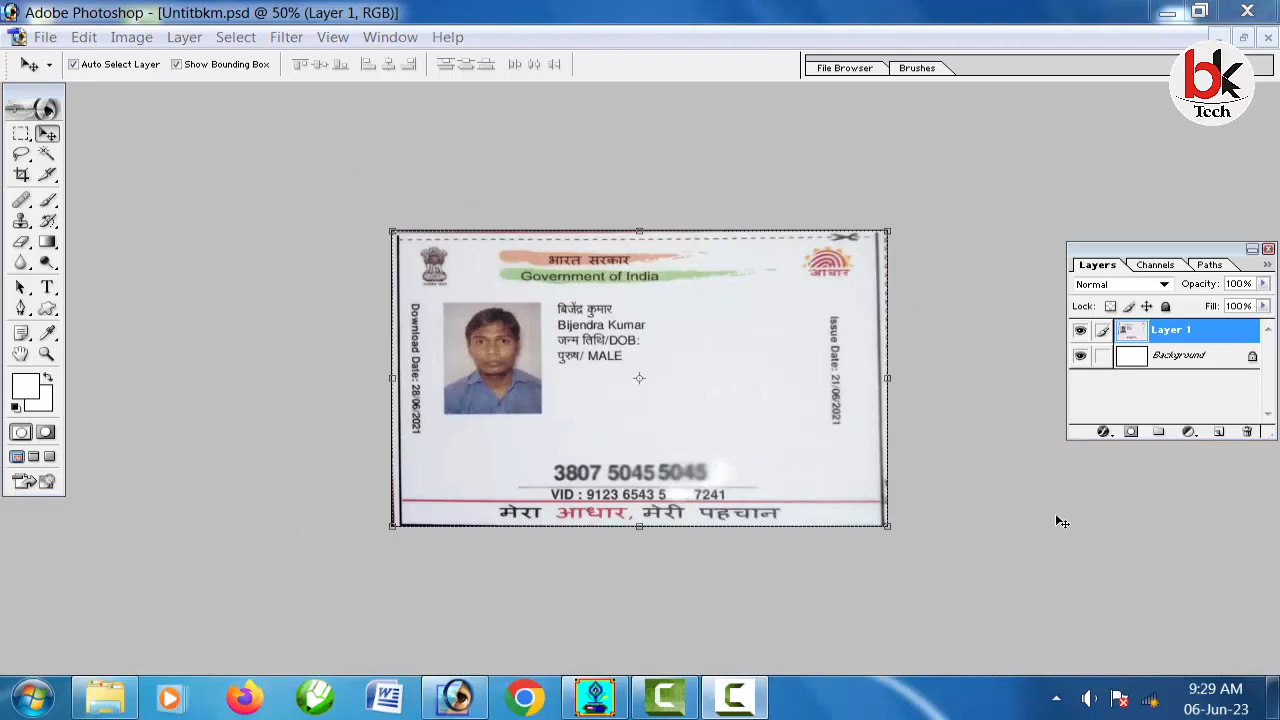 Adobe Photoshop - [Untitbkm.psd @ 50% (Layer 1, RGB)]
File Edit Image Layer Select Filter View Window Help
Auto Select Layer Show Bounding Box File Browser Brushes
bk
Tech
भारत सरकार
Government of India
आधार
Download Date: 28/06/2021
बिजेंद्र कुमार
Bijendra Kumar
जन्म तिथि/DOB:
पुरुष/ MALE
Issue Date: 21/06/2021
3807 5045 5045
VID : 9123 6543 5 7241
मेरा आधार, मेरी पहचान
Layers Channels Paths
Normal Opacity: 100%
Lock: Fill: 100%
Layer 1
Background
9:29 AM
06-Jun-23